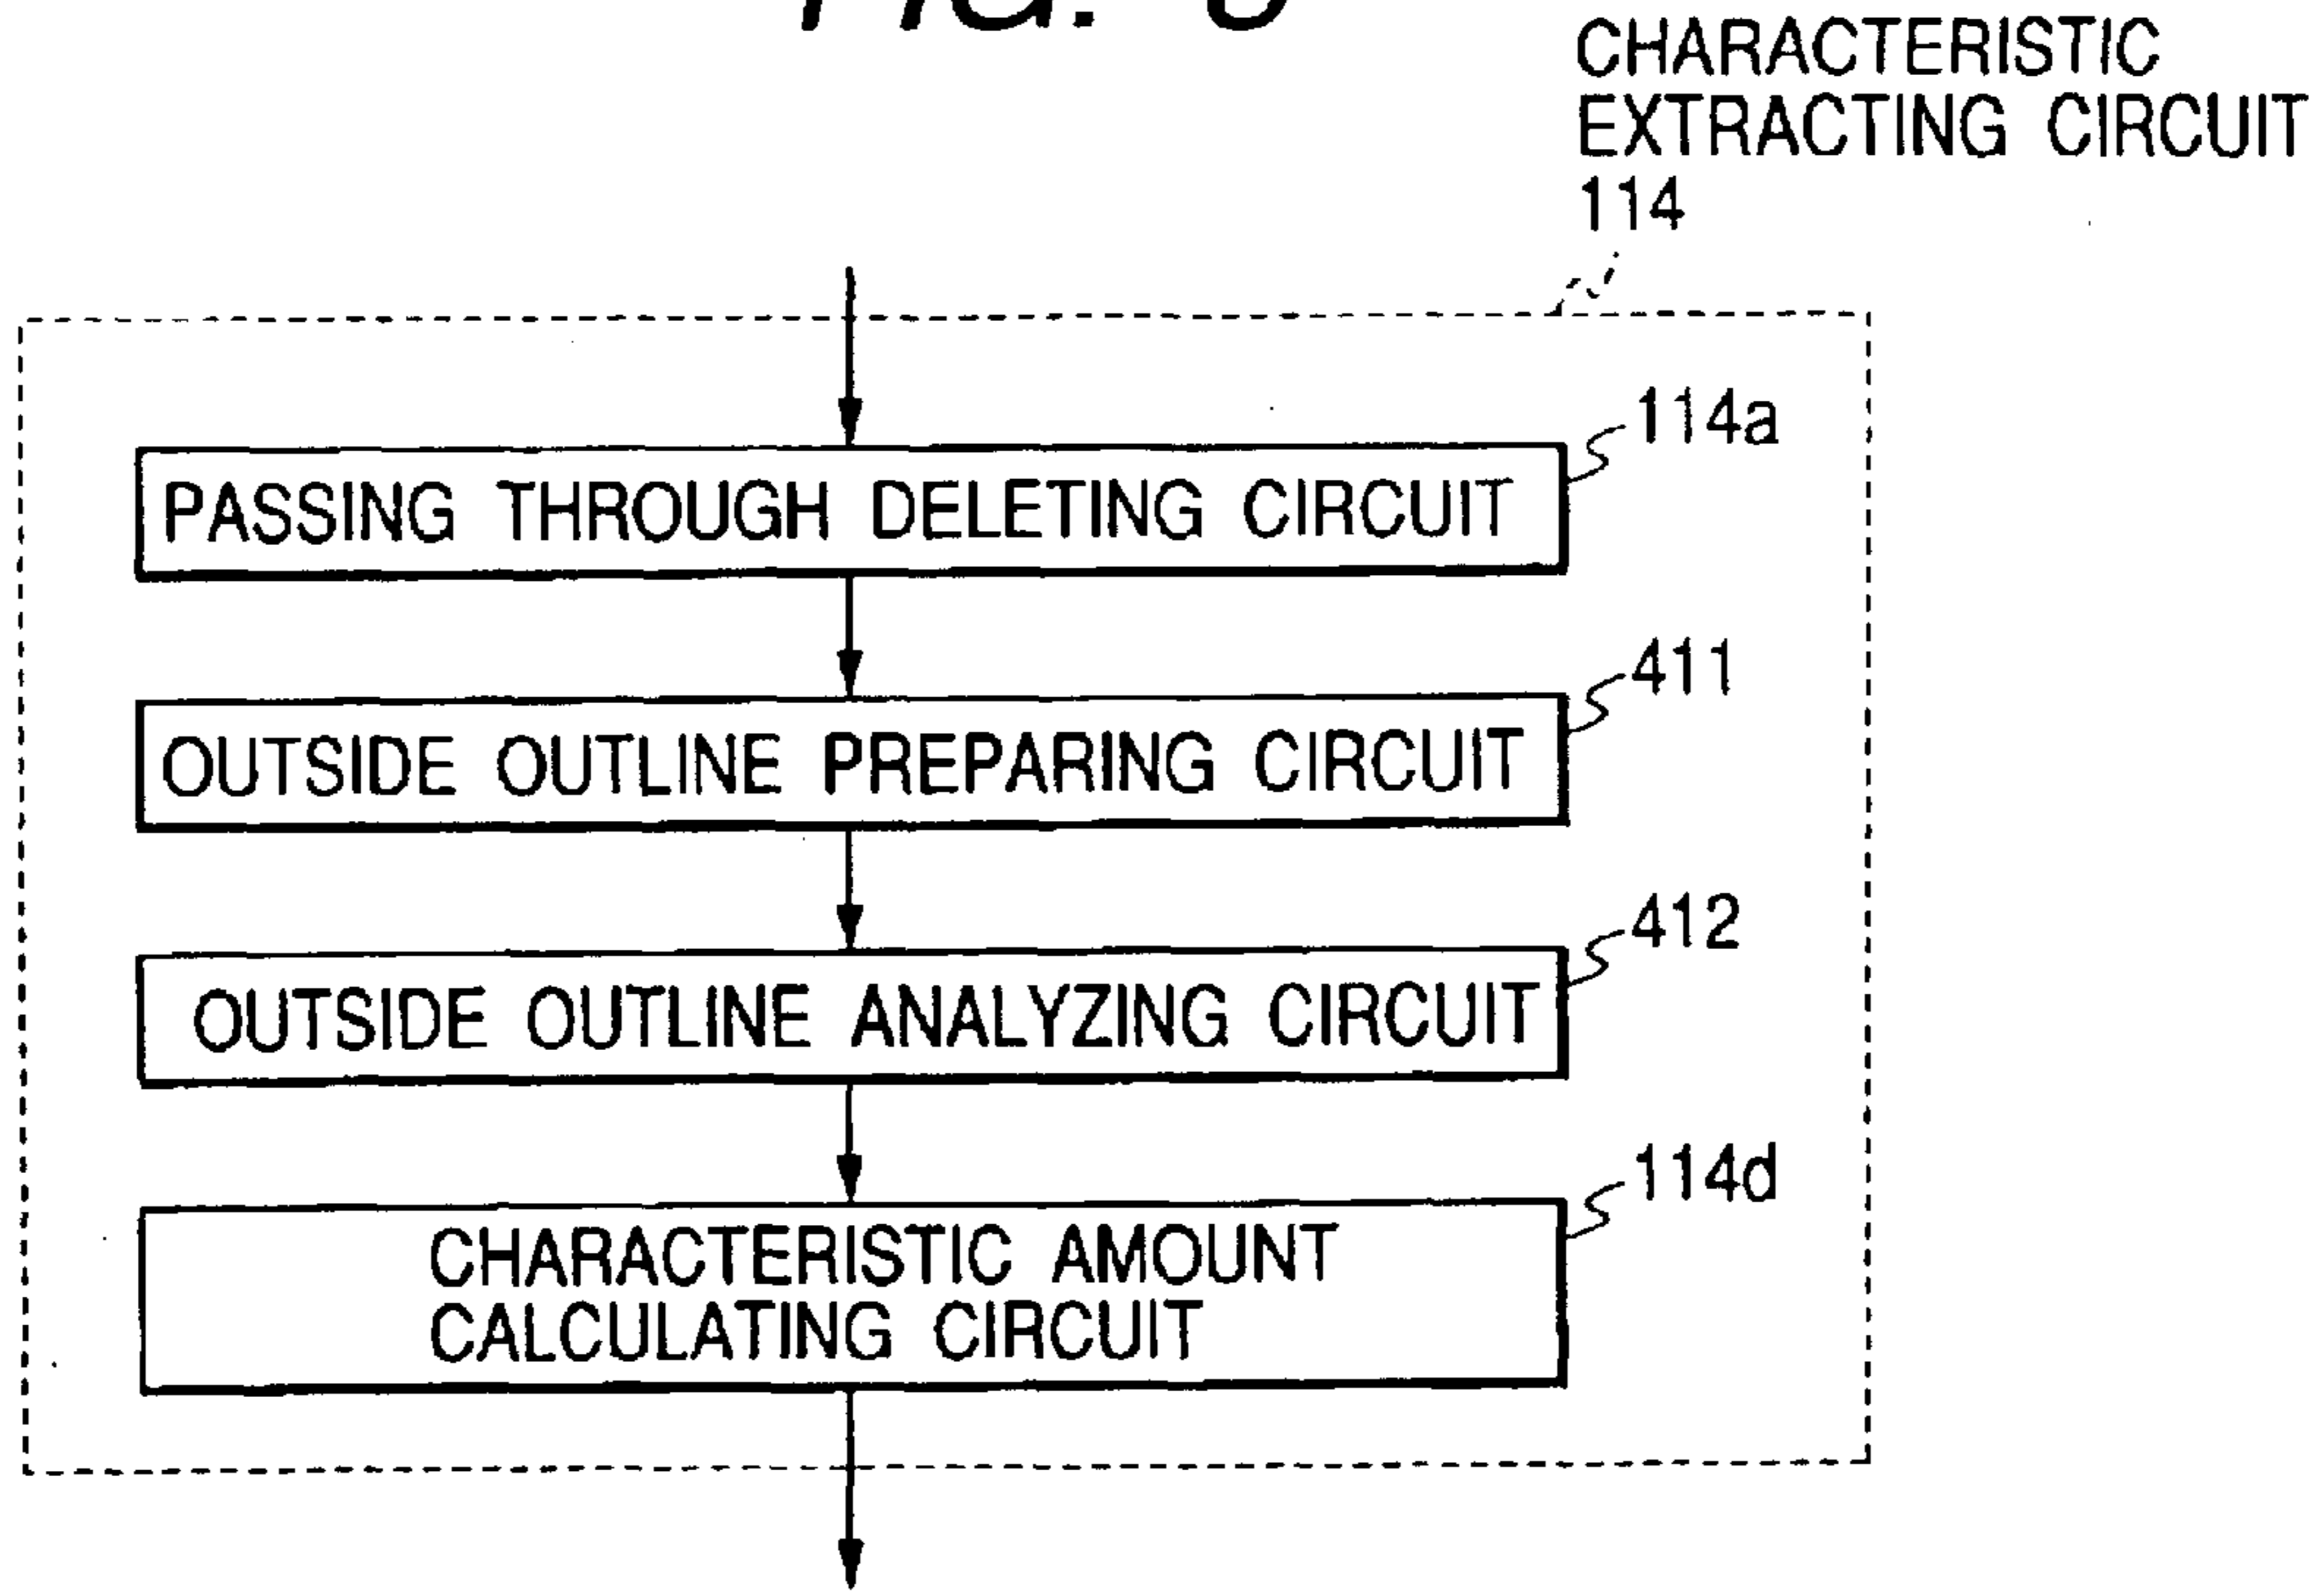 CHARACTERISTIC
EXTRACTING CIRCUIT
114
114a
PASSING THROUGH DELETING CIRCUIT
411
OUTSIDE OUTLINE PREPARING CIRCUIT
412
OUTSIDE OUTLINE ANALYZING CIRCUIT
114d
CHARACTERISTIC AMOUNT
CALCULATING CIRCUIT